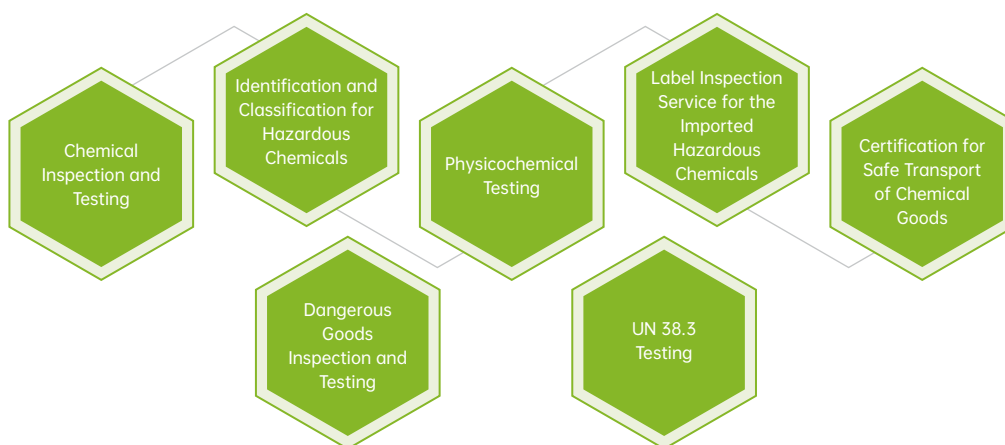 Chemical
Inspection and
Testing
Identification and
Classification for
Hazardous
Chemicals
Physicochemical
Testing
Label Inspection
Service for the
Imported
Hazardous
Chemicals
Certification for
Safe Transport
of Chemical
Goods
Dangerous
Goods
Inspection and
Testing
UN 38.3
Testing